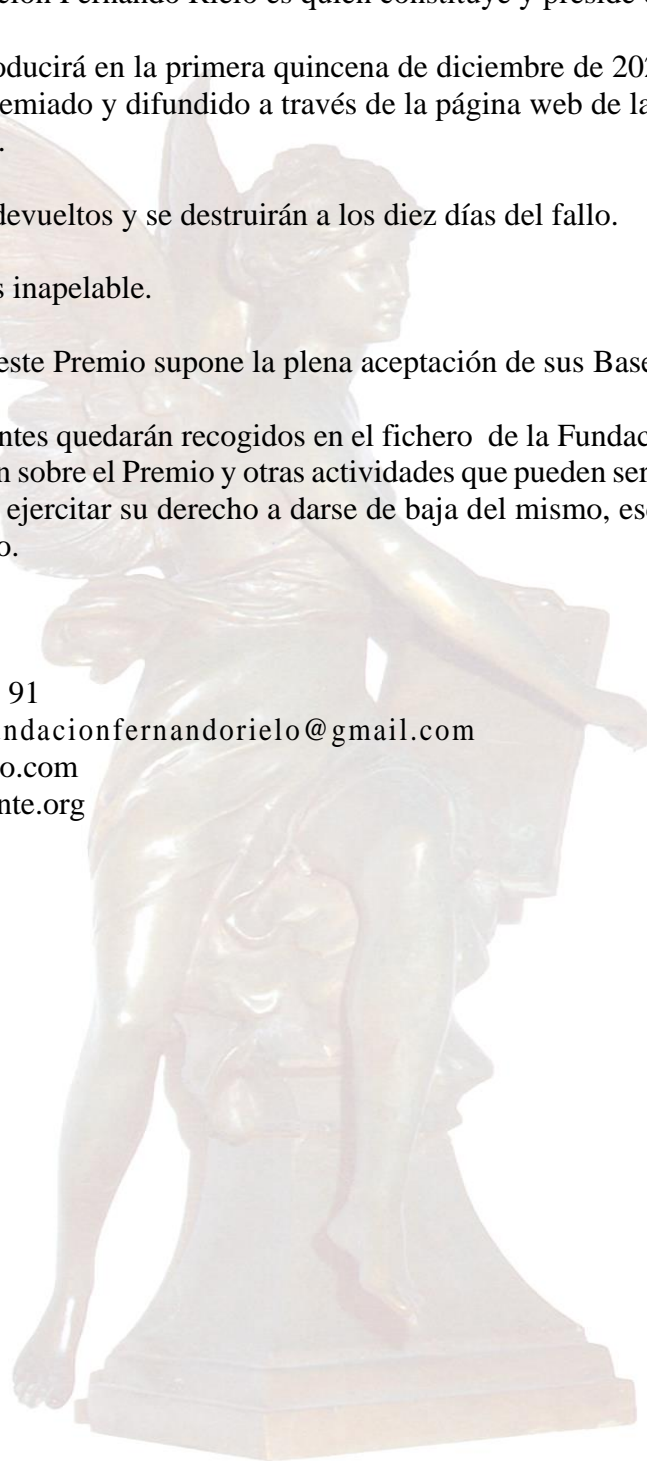 ción Fernando Rielo es quien constituye y preside
oducirá en la primera quincena de diciembre de 202
emiado y difundido a través de la página web de la
.
devueltos y se destruirán a los diez días del fallo.
s inapelable.
este Premio supone la plena aceptación de sus Base
ntes quedarán recogidos en el fichero de la Fundac
n sobre el Premio y otras actividades que pueden ser
ejercitar su derecho a darse de baja del mismo, es
o.
91
ndacionfernandorielo@gmail.com
o.com
nte.org